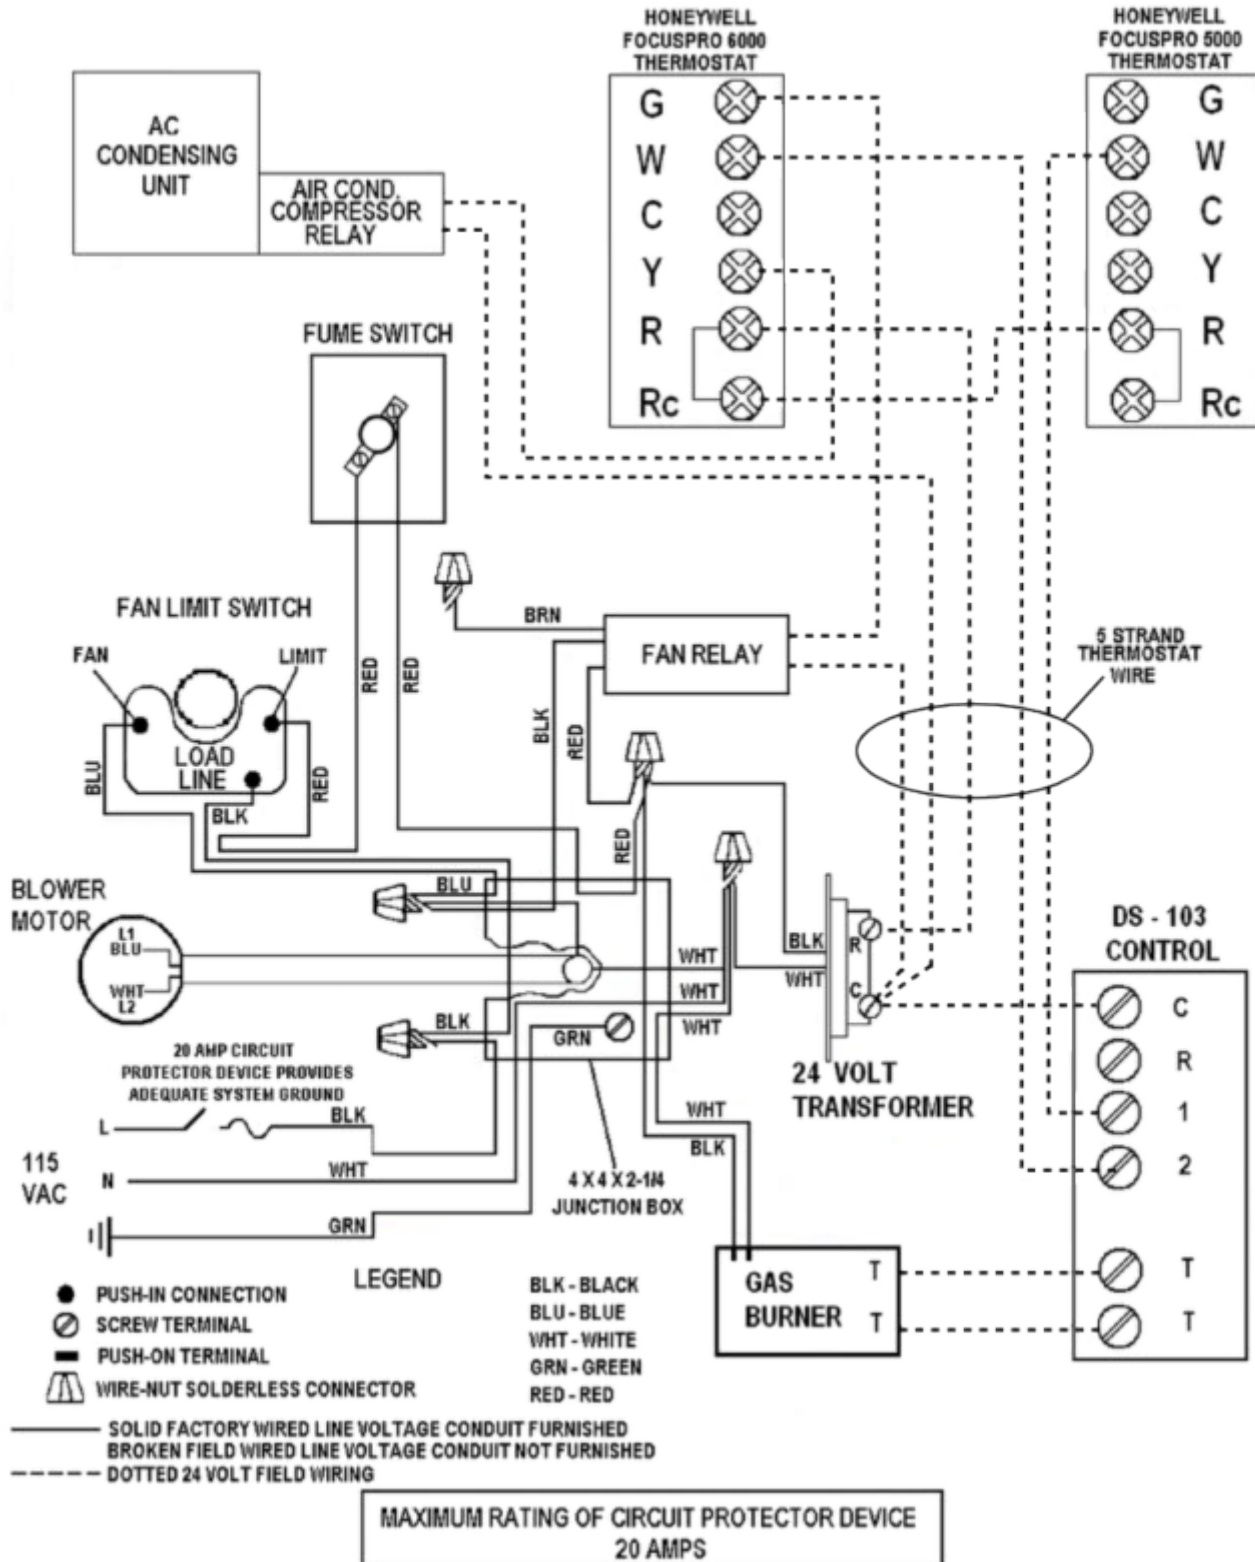 HONEYWELL
FOCUSPRO 6000
THERMOSTAT
HONEYWELL
FOCUSPRO 5000
THERMOSTAT
G
W
C
Y
R
Rc
G
W
C
Y
R
Rc
AC
CONDENSING
UNIT
AIR COND.
COMPRESSOR
RELAY
FUME SWITCH
RED
RED
FAN LIMIT SWITCH
FAN
LIMIT
LOAD
LINE
BLU
BLK
RED
BRN
BLK
RED
FAN RELAY
5 STRAND
THERMOSTAT
WIRE
RED
BLOWER
MOTOR
L1
BLU
WHT
L2
BLU
BLK
WHT
WHT
WHT
GRN
BLK
WHT
R
C
24 VOLT
TRANSFORMER
DS - 103
CONTROL
C
R
1
2
T
T
20 AMP CIRCUIT
PROTECTOR DEVICE PROVIDES
ADEQUATE SYSTEM GROUND
L
BLK
115
VAC
N
WHT
GRN
WHT
BLK
4 X 4 X 2-1/4
JUNCTION BOX
GAS
BURNER
T
T
LEGEND
PUSH-IN CONNECTION
SCREW TERMINAL
PUSH-ON TERMINAL
WIRE-NUT SOLDERLESS CONNECTOR
BLK - BLACK
BLU - BLUE
WHT - WHITE
GRN - GREEN
RED - RED
SOLID FACTORY WIRED LINE VOLTAGE CONDUIT FURNISHED
BROKEN FIELD WIRED LINE VOLTAGE CONDUIT NOT FURNISHED
DOTTED 24 VOLT FIELD WIRING
MAXIMUM RATING OF CIRCUIT PROTECTOR DEVICE
20 AMPS